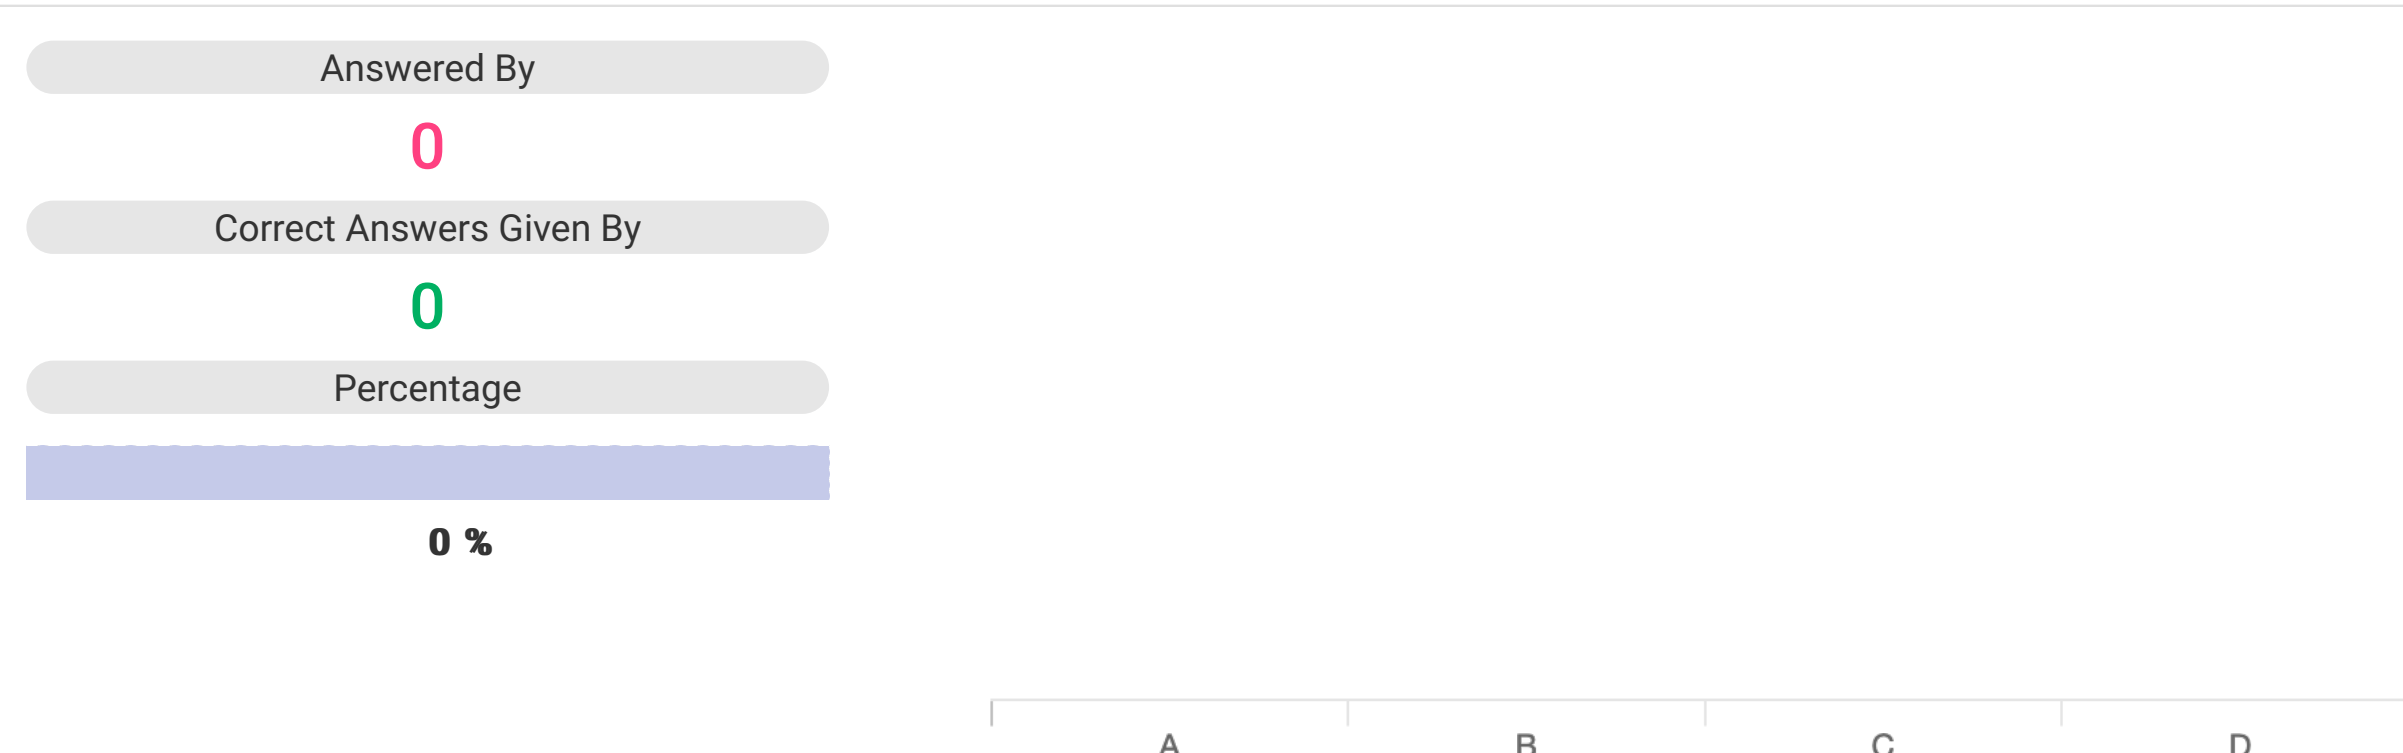 Answered By
0
Correct Answers Given By
0
Percentage
0 %
A B C D